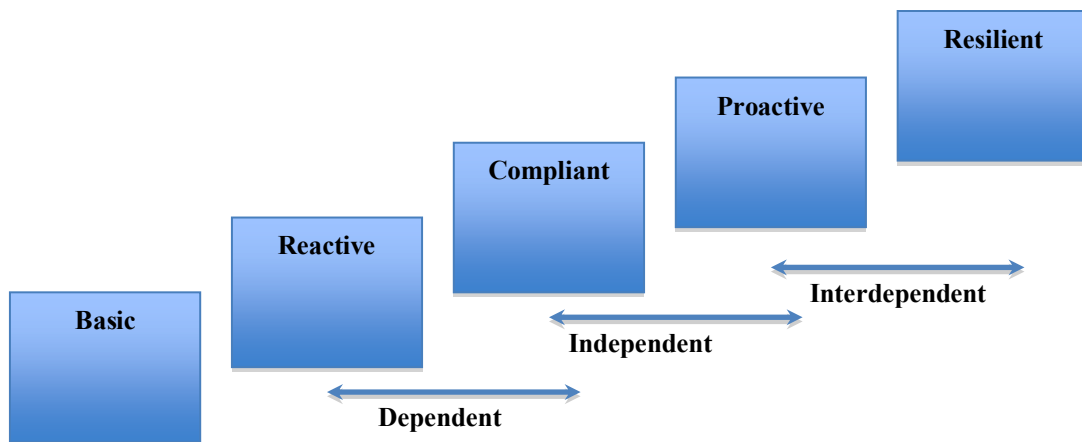 Resilient
Proactive
Compliant
Reactive
Interdependent
Basic
Independent
Dependent